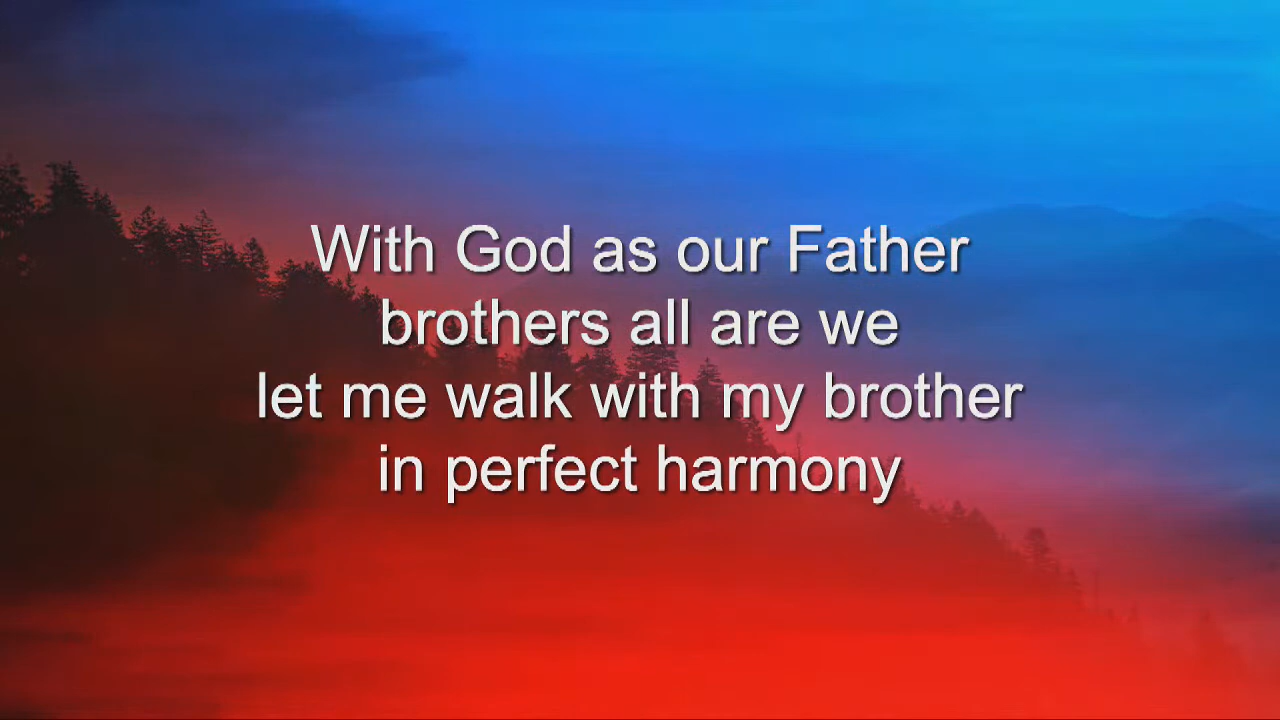 With God as our Father
brothers all are we
let me walk with my brother
in perfect harmony